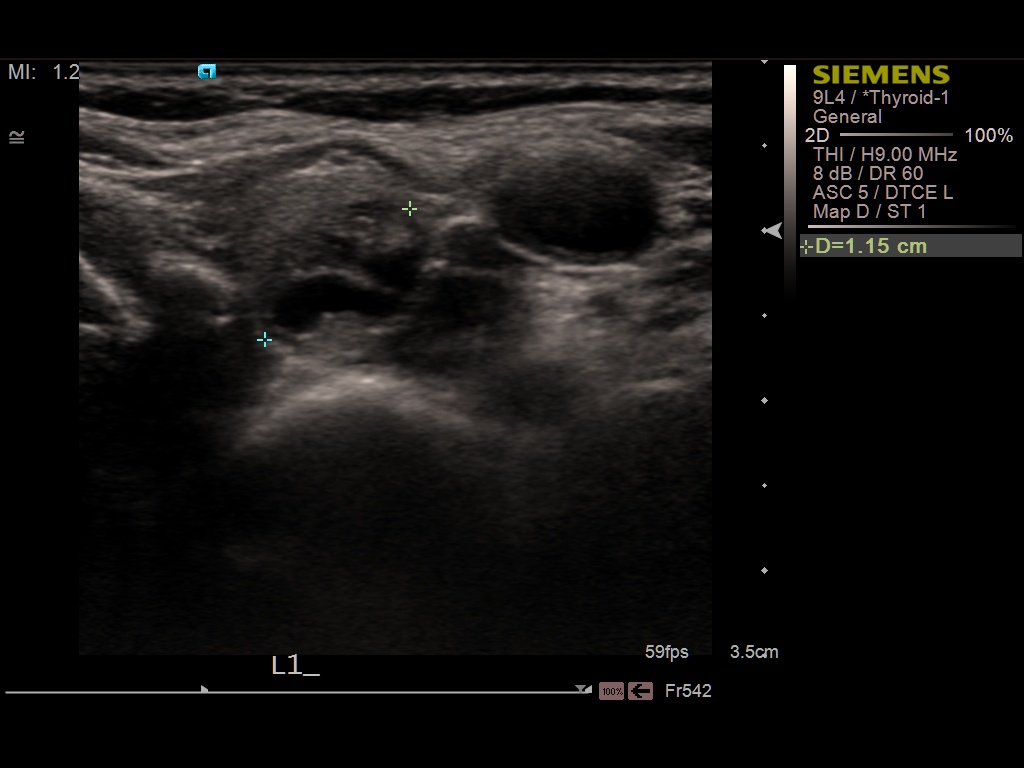 MI: 1.2
SIEMENS
9L4 / *Thyroid-1
General
2D 100%
THI / H9.00 MHz
8 dB / DR 60
ASC 5 / DTCE L
Map D / ST 1
D=1.15 cm
59fps 3.5cm
L1_
100% Fr542